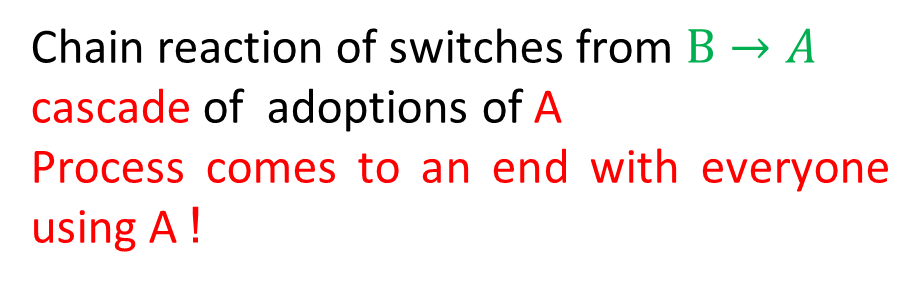 Chain reaction of switches from B → A
cascade of adoptions of A
Process comes to an end with everyone
using A !